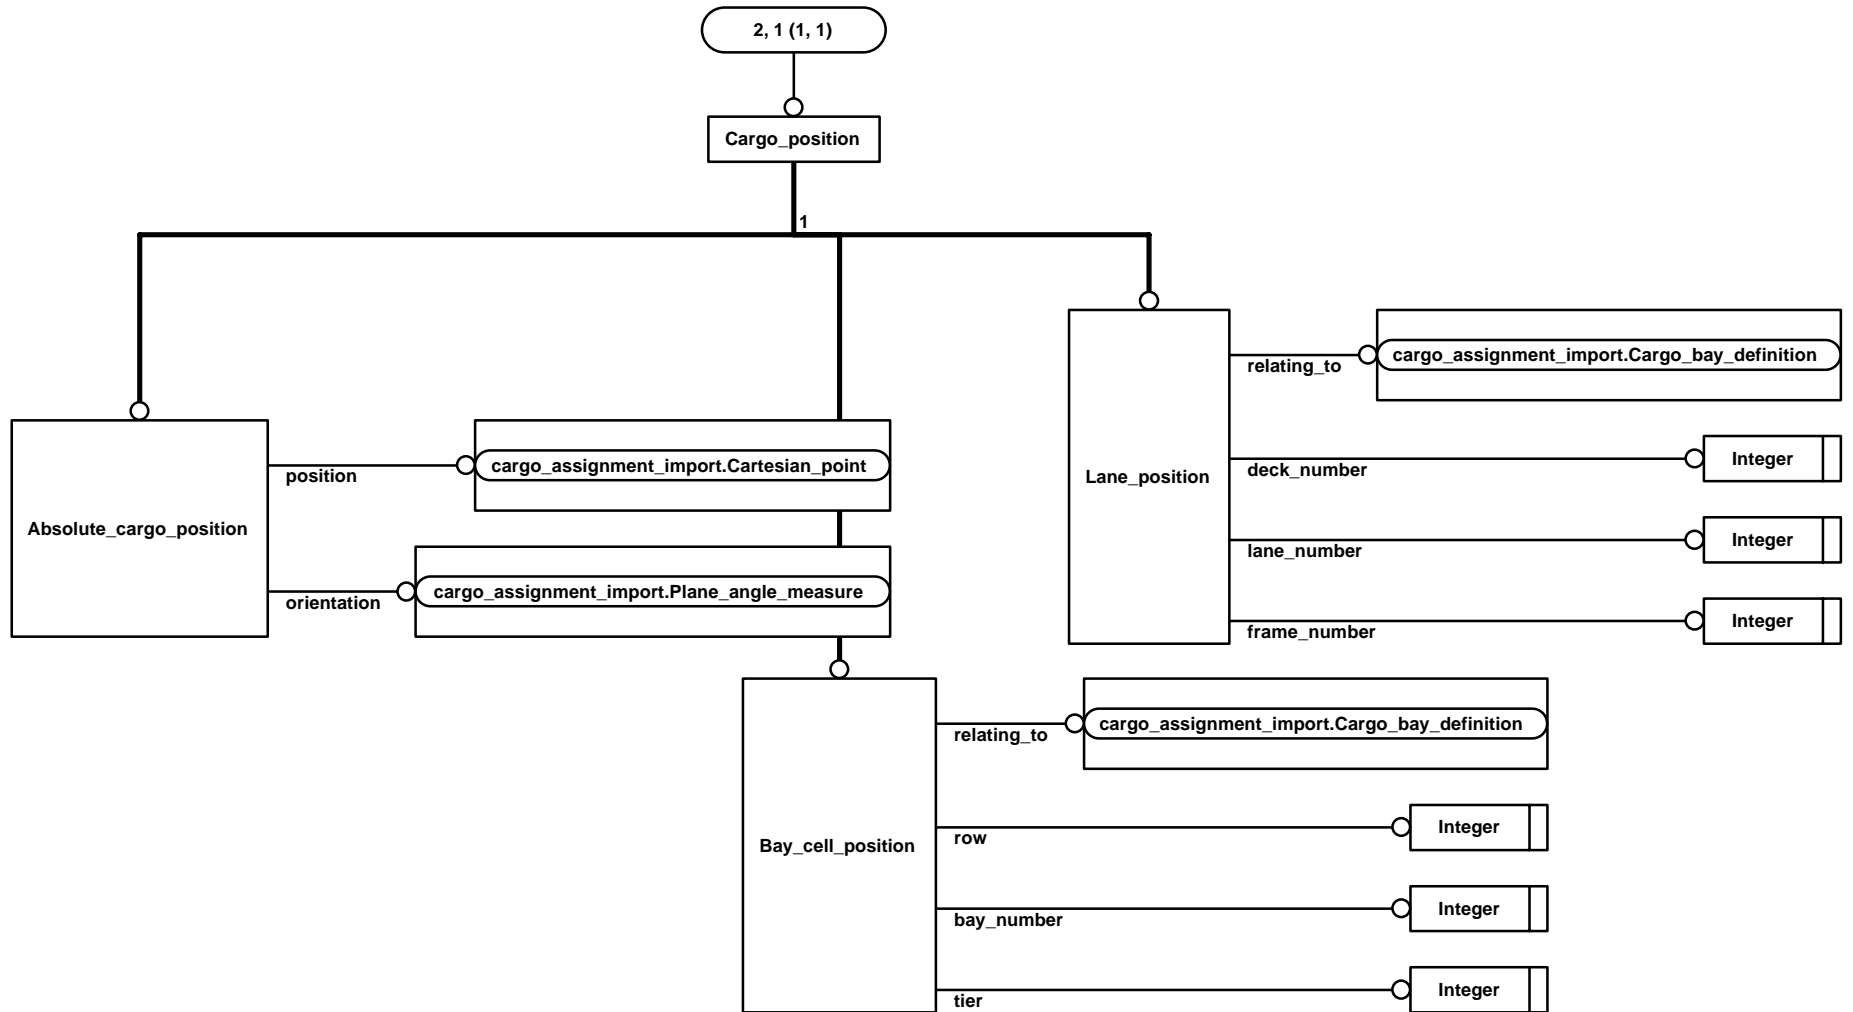 2, 1 (1, 1)
Cargo_position
1
Absolute_cargo_position
position
cargo_assignment_import.Cartesian_point
orientation
cargo_assignment_import.Plane_angle_measure
Lane_position
relating_to
cargo_assignment_import.Cargo_bay_definition
deck_number
Integer
lane_number
Integer
frame_number
Integer
Bay_cell_position
relating_to
cargo_assignment_import.Cargo_bay_definition
row
Integer
bay_number
Integer
tier
Integer